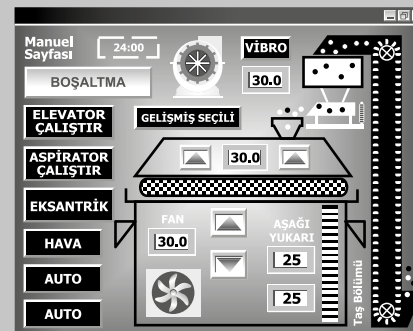 Manuel
Sayfası
24:00
VİBRO
30.0
BOŞALTMA
ELEVATOR
ÇALIŞTIR
GELİŞMİŞ SEÇİLİ
ASPİRATOR
ÇALIŞTIR
30.0
EKSANTRİK
HAVA
AUTO
AUTO
FAN
30.0
AŞAĞI
YUKARI
25
25
Taş Bölümü